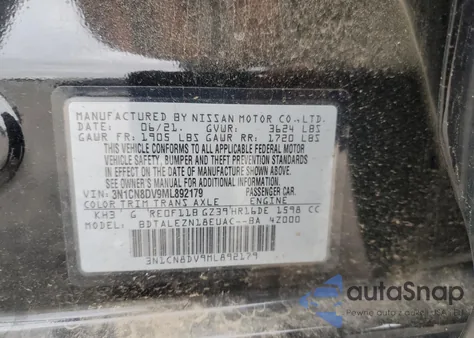 MANUFACTURED BY NISSAN MOTOR CO.,LTD.
DATE: 06/21. GVWR: 3624 LBS
GAWR FR: 1905 LBS GAWR RR: 1720 LBS
THIS VEHICLE CONFORMS TO ALL APPLICABLE FEDERAL MOTOR
VEHICLE SAFETY, BUMPER AND THEFT PREVENTION STANDARDS
IN EFFECT ON THE DATE OF MANUFACTURE SHOWN ABOVE.
SEE OWNER'S MANUAL FOR ADDITIONAL INFORMATION.
VIN: 3N1CN8DV9ML892179 PASSENGER CAR
COLOR TRIM TRANS AXLE ENGINE
KH3 G RE0F11B GZ39 HR16DE 1598 CC
BDTALEZN18EUAC--BA 4Z000
3N1CN8DV9ML892179
autoSnap
Pewne auto z